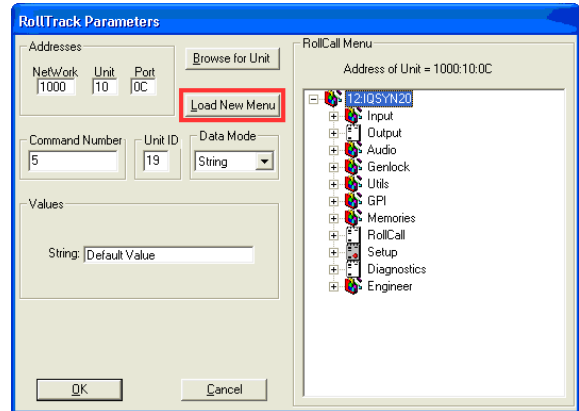 RollTrack Parameters
Addresses
NetWork Unit Port
1000 10 0C
Browse for Unit
Load New Menu
Command Number
5
Unit ID
19
Data Mode
String
Values
String: Default Value
OK
Cancel
RollCall Menu
Address of Unit = 1000:10:0C
12:IQSYN20
Input
Output
Audio
Genlock
Utils
GPI
Memories
RollCall
Setup
Diagnostics
Engineer